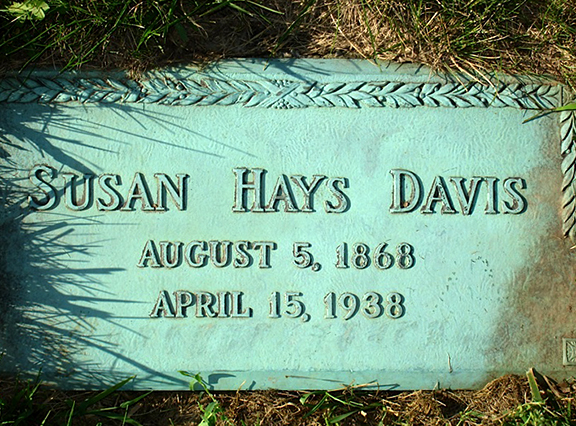 SUSAN HAYS DAVIS
AUGUST 5, 1868
APRIL 15, 1938